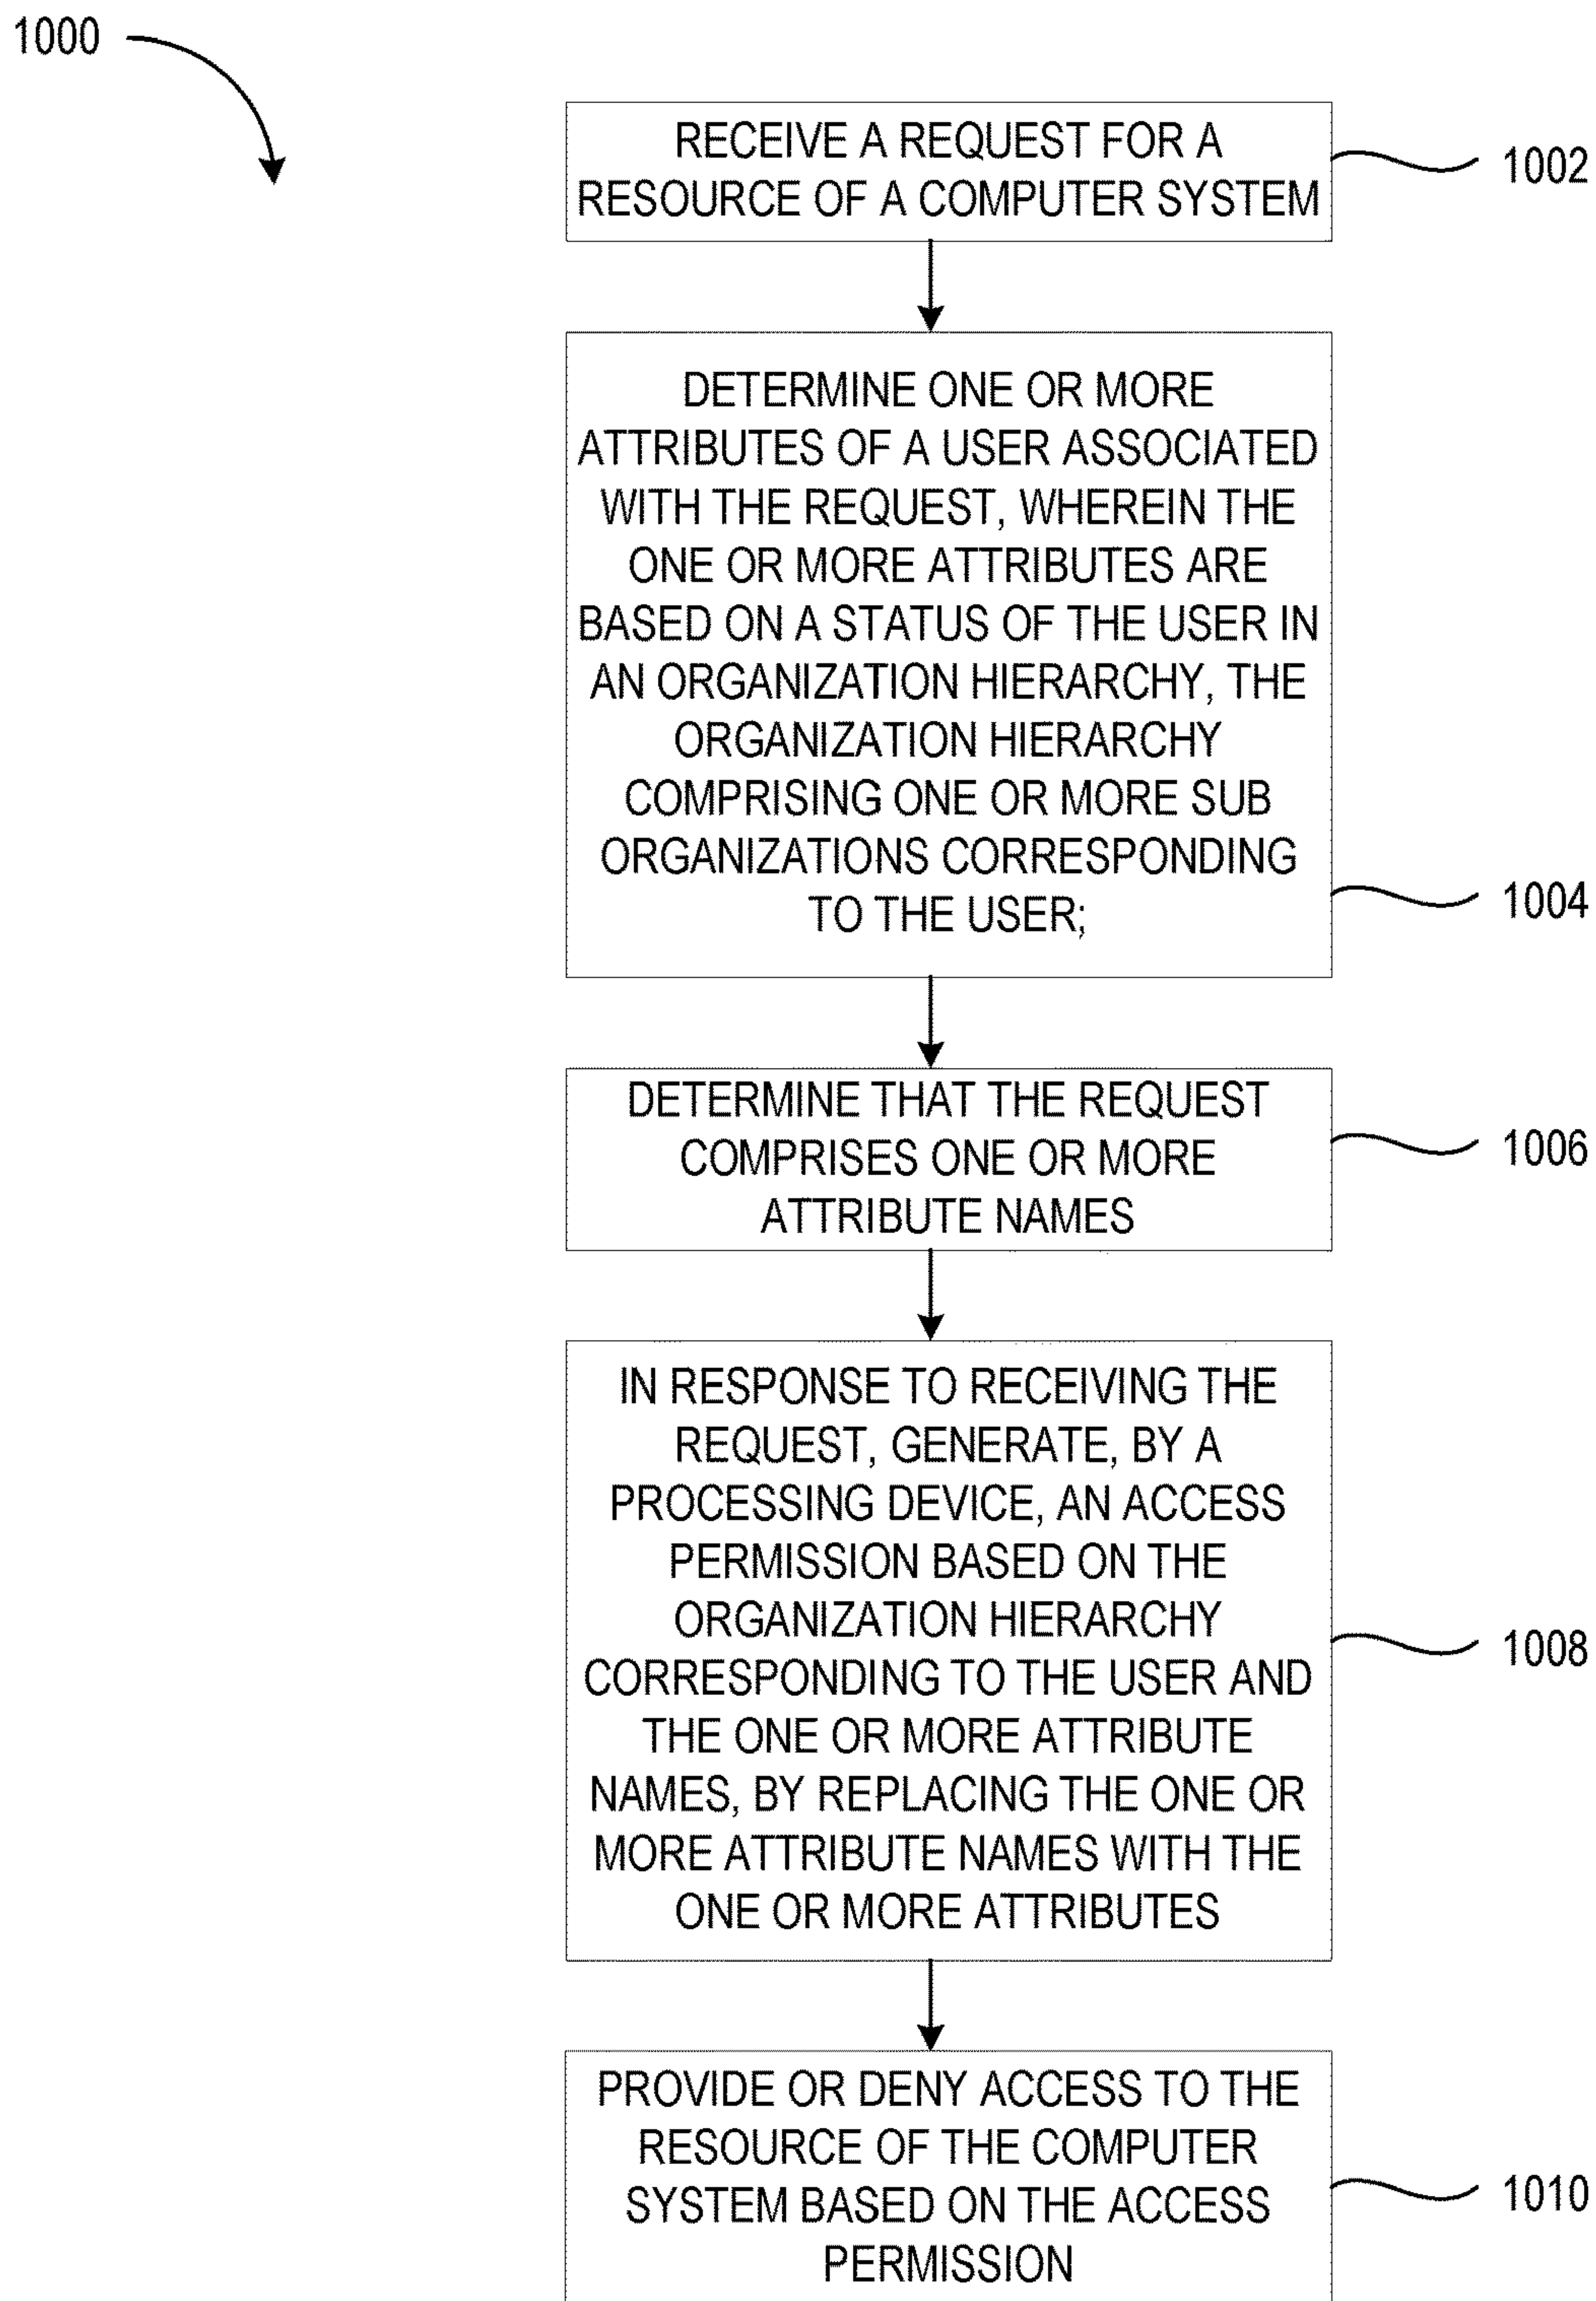 1000
RECEIVE A REQUEST FOR A
RESOURCE OF A COMPUTER SYSTEM
1002
DETERMINE ONE OR MORE
ATTRIBUTES OF A USER ASSOCIATED
WITH THE REQUEST, WHEREIN THE
ONE OR MORE ATTRIBUTES ARE
BASED ON A STATUS OF THE USER IN
AN ORGANIZATION HIERARCHY, THE
ORGANIZATION HIERARCHY
COMPRISING ONE OR MORE SUB
ORGANIZATIONS CORRESPONDING
TO THE USER;
1004
DETERMINE THAT THE REQUEST
COMPRISES ONE OR MORE
ATTRIBUTE NAMES
1006
IN RESPONSE TO RECEIVING THE
REQUEST, GENERATE, BY A
PROCESSING DEVICE, AN ACCESS
PERMISSION BASED ON THE
ORGANIZATION HIERARCHY
CORRESPONDING TO THE USER AND
THE ONE OR MORE ATTRIBUTE
NAMES, BY REPLACING THE ONE OR
MORE ATTRIBUTE NAMES WITH THE
ONE OR MORE ATTRIBUTES
1008
PROVIDE OR DENY ACCESS TO THE
RESOURCE OF THE COMPUTER
SYSTEM BASED ON THE ACCESS
PERMISSION
1010